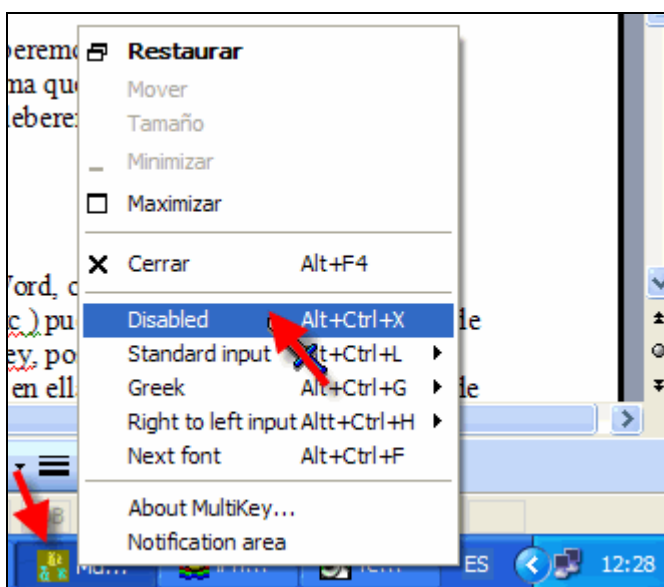 Restaurar
Mover
Tamaño
Minimizar
Maximizar
Cerrar Alt+F4
Disabled Alt+Ctrl+X
Standard input Alt+Ctrl+L
Greek Alt+Ctrl+G
Right to left input Altt+Ctrl+H
Next font Alt+Ctrl+F
About MultiKey...
Notification area
ES 12:28